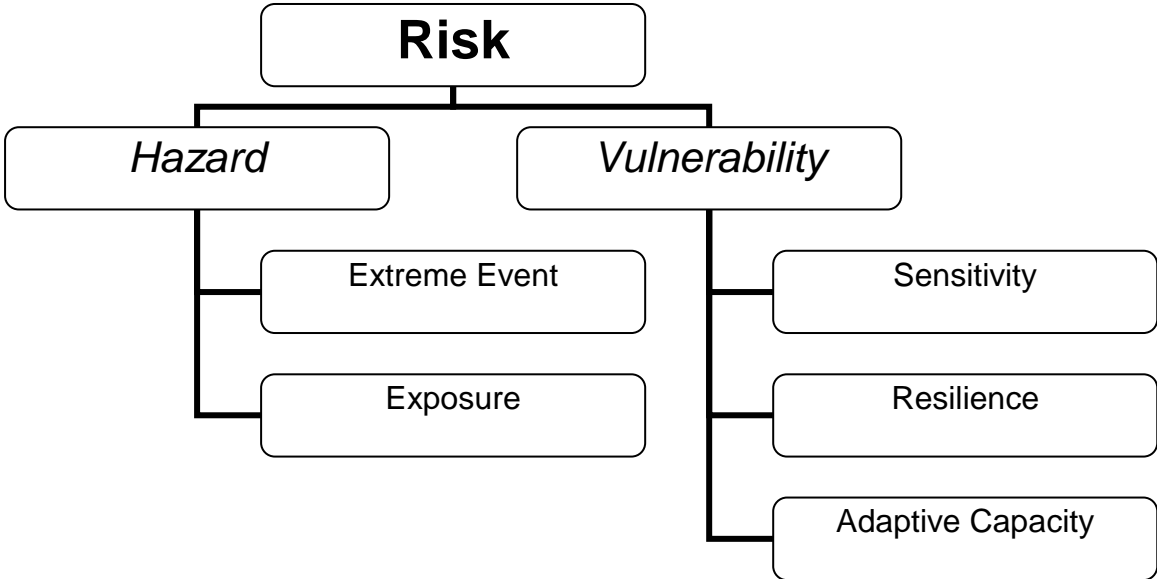 Risk
Hazard
Vulnerability
Extreme Event
Sensitivity
Exposure
Resilience
Adaptive Capacity